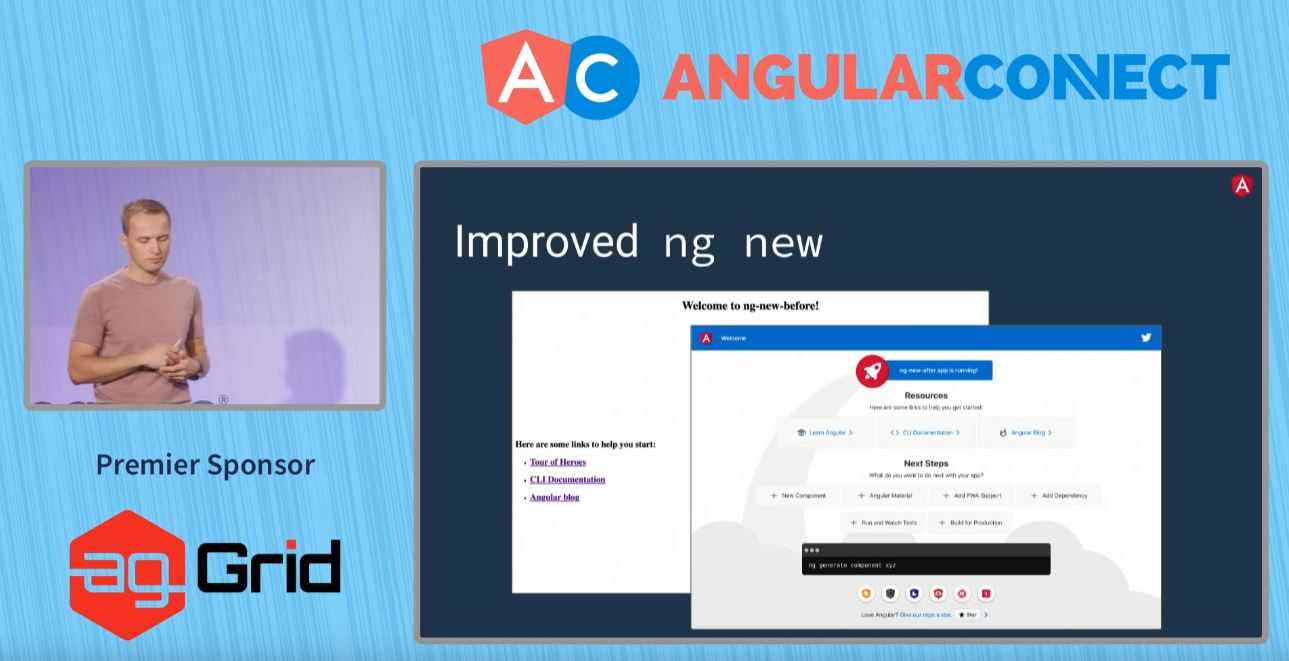 AC ANGULARCONNECT
A
Improved ng new
Welcome to ng-new-before!
Here are some links to help you start:
Tour of Heroes
CLI Documentation
Angular blog
A Welcome
ng-new-after app is running!
Resources
Here are some links to help you get started:
Learn Angular >
<> CLI Documentation >
Angular Blog >
Next Steps
What do you want to do next with your app?
+ New Component + Angular Material + Add PWA Support + Add Dependency
+ Run and Watch Tests + Build for Production
ng generate component xyz
Love Angular? Give our repo a star. ★ Star >
®
Premier Sponsor
ag Grid